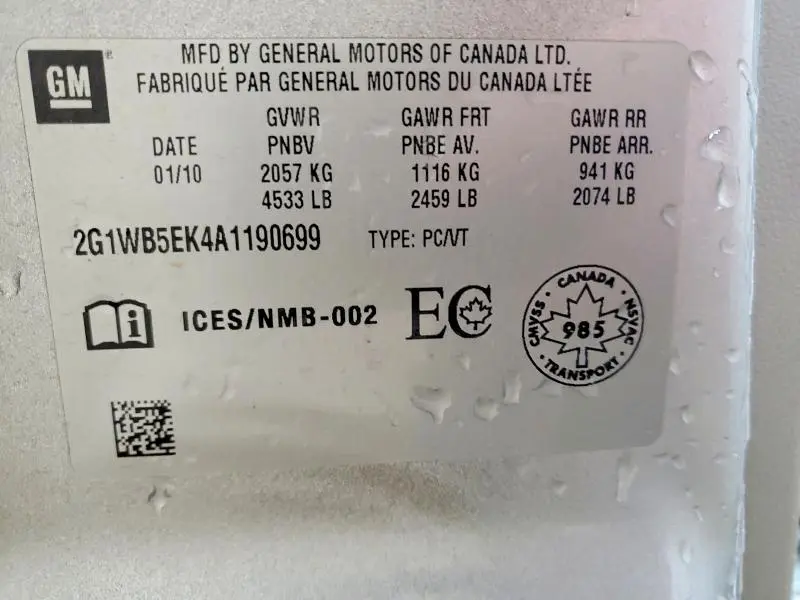 GM
MFD BY GENERAL MOTORS OF CANADA LTD.
FABRIQUÉ PAR GENERAL MOTORS DU CANADA LTÉE
GVWR GAWR FRT GAWR RR
DATE PNBV PNBE AV. PNBE ARR.
01/10 2057 KG 1116 KG 941 KG
4533 LB 2459 LB 2074 LB
2G1WB5EK4A1190699 TYPE: PC/VT
i ICES/NMB-002 EC
CANADA
CMVSS 985 NSVAC
TRANSPORT